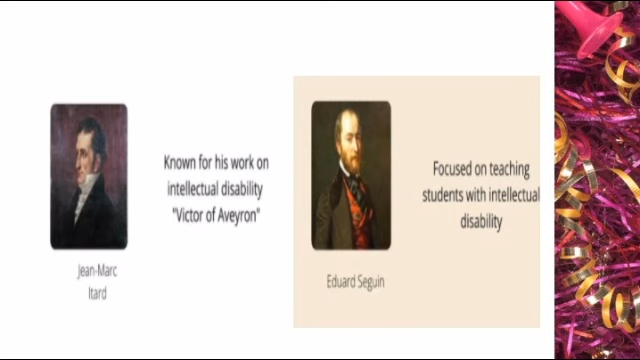 Known for his work on
intellectual disability
"Victor of Aveyron"
Jean-Marc
Itard
Focused on teaching
students with intellectual
disability
Eduard Seguin